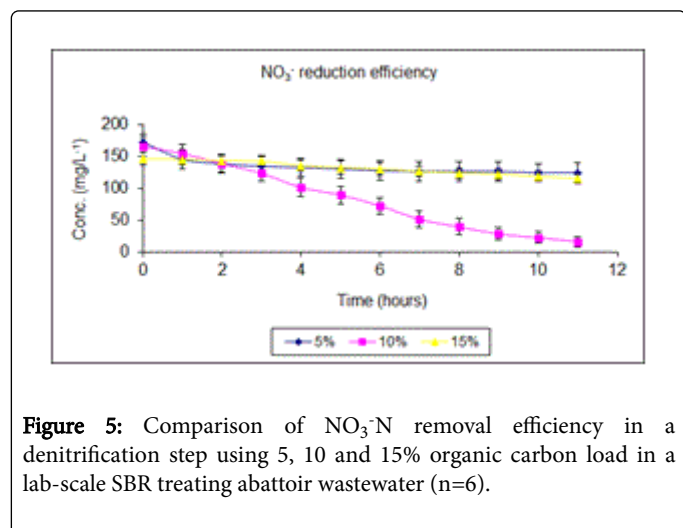 NO₃⁻ reduction efficiency
Conc. (mg/L⁻¹)
200
150
100
50
0
0 2 4 6 8 10 12
Time (hours)
5% 10% 15%
Figure 5: Comparison of NO₃⁻N removal efficiency in a
denitrification step using 5, 10 and 15% organic carbon load in a
lab-scale SBR treating abattoir wastewater (n=6).